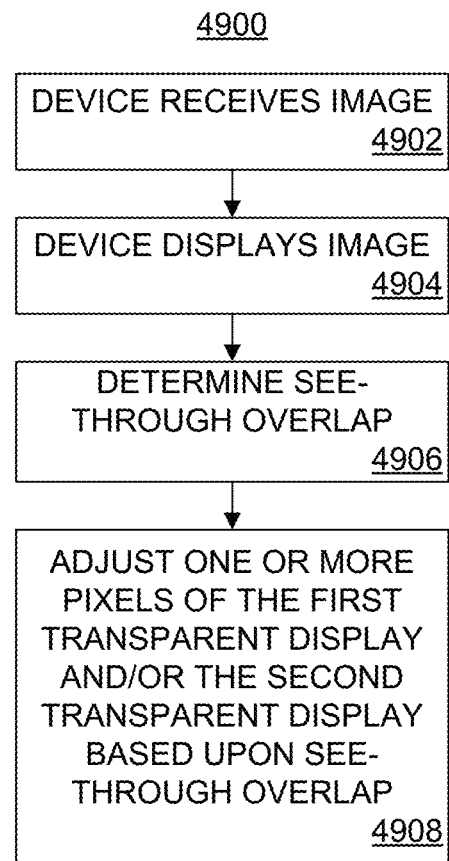 4900
DEVICE RECEIVES IMAGE
4902
DEVICE DISPLAYS IMAGE
4904
DETERMINE SEE-
THROUGH OVERLAP
4906
ADJUST ONE OR MORE
PIXELS OF THE FIRST
TRANSPARENT DISPLAY
AND/OR THE SECOND
TRANSPARENT DISPLAY
BASED UPON SEE-
THROUGH OVERLAP
4908